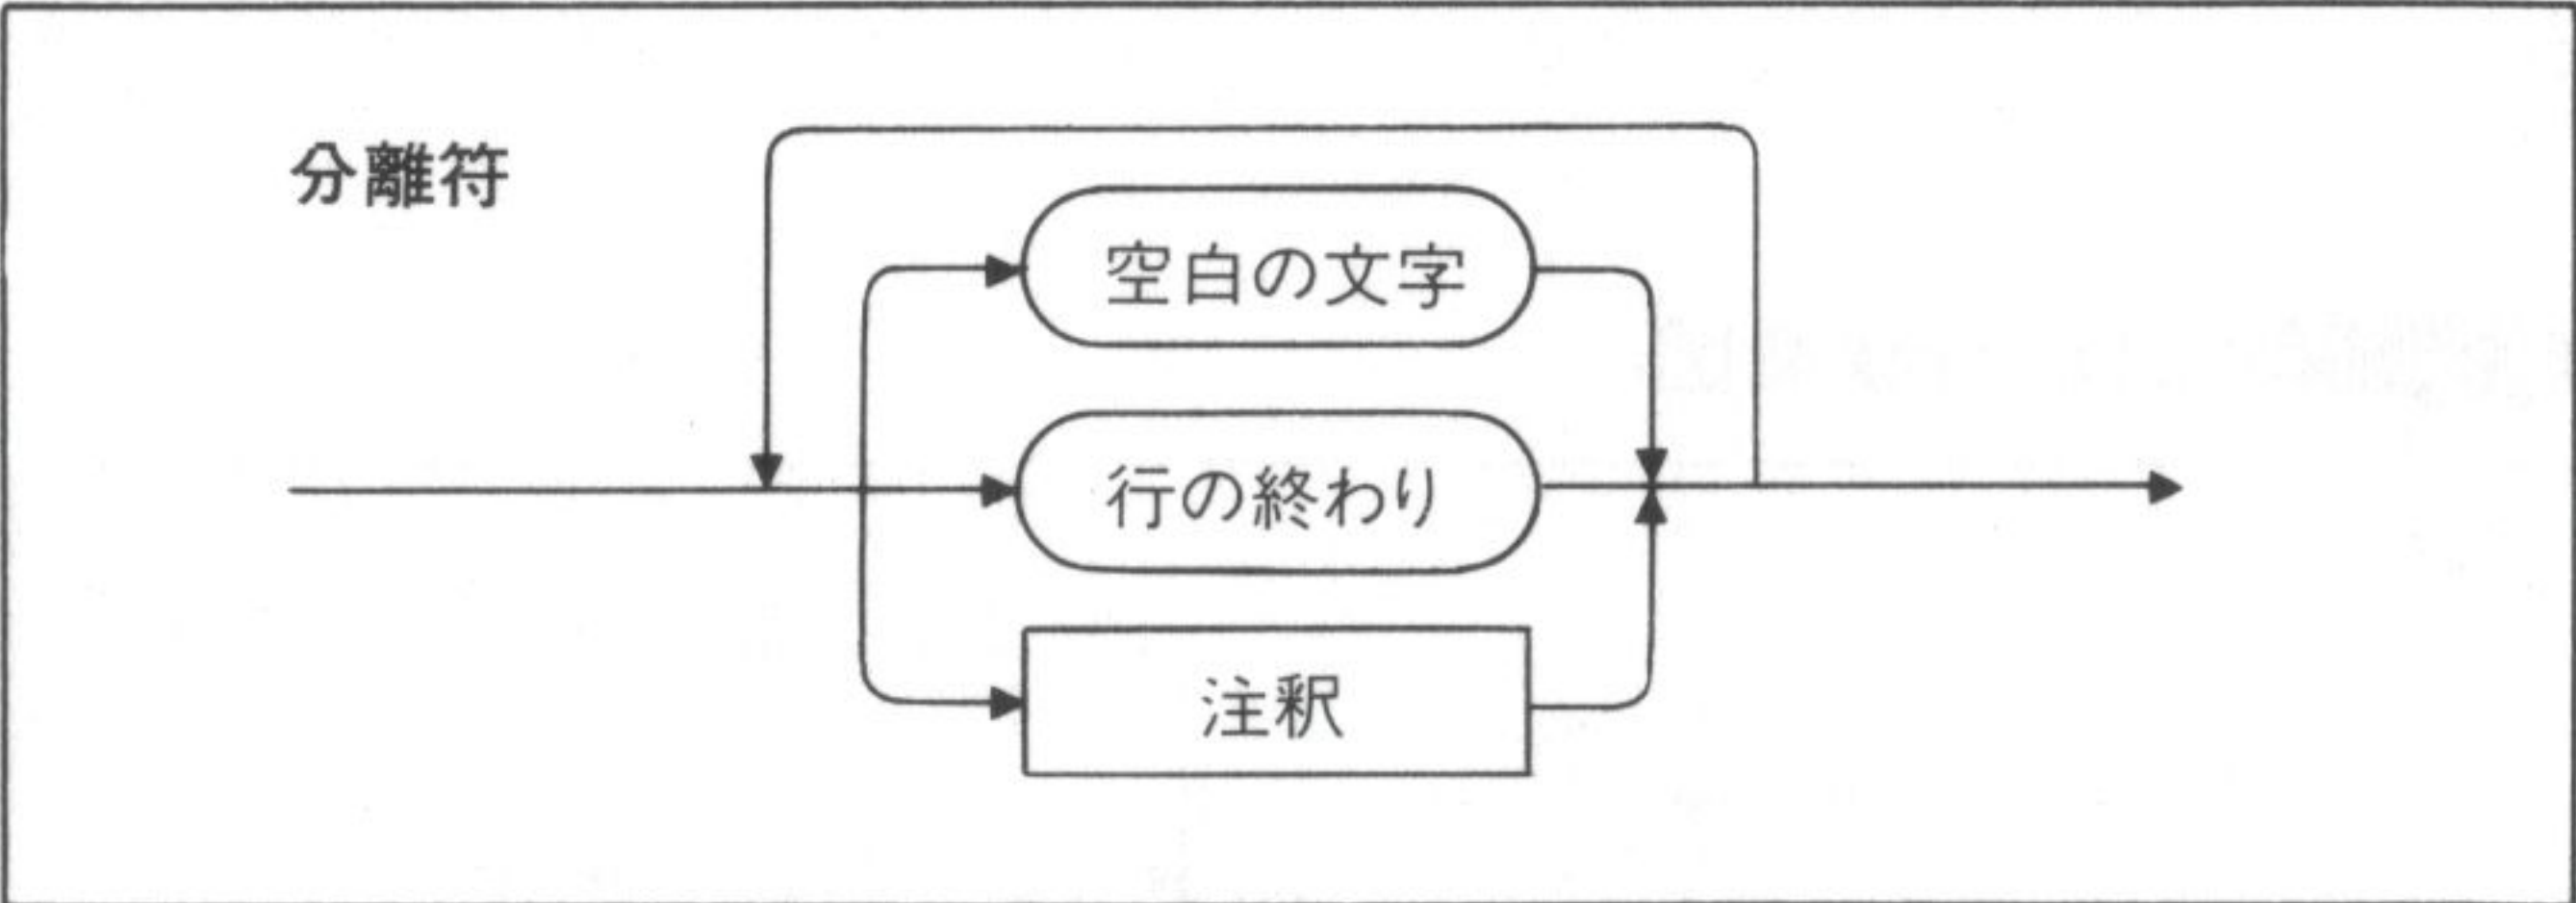 分離符
空白の文字
行の終わり
注釈